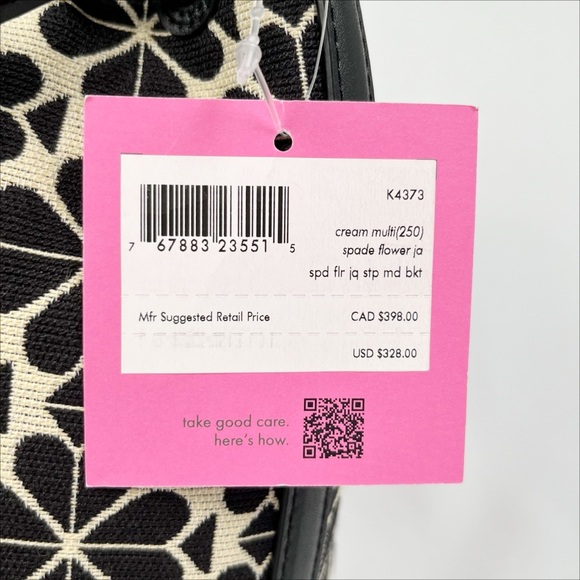 K4373
7 67883 23551 5
cream multi(250)
spade flower ja
spd flr jq stp md bkt
Mfr Suggested Retail Price CAD $398.00
USD $328.00
take good care.
here's how.